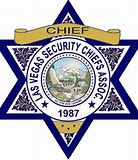 CHIEF
LAS VEGAS SECURITY CHIEFS ASSOC
1987